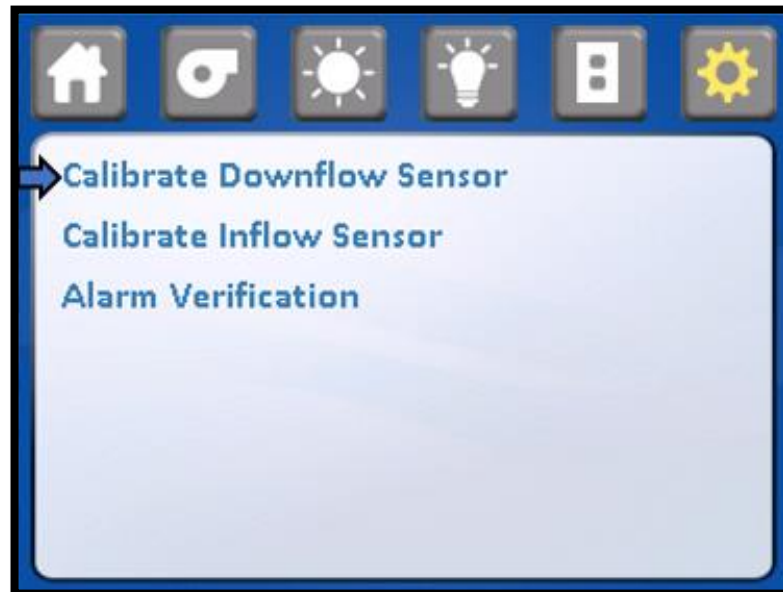 Calibrate Downflow Sensor
Calibrate Inflow Sensor
Alarm Verification